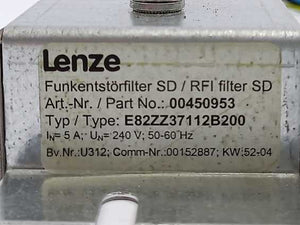 Lenze
Funkentstörfilter SD / RFI filter SD
Art.-Nr. / Part No.: 00450953
Typ / Type: E82ZZ37112B200
IN= 5 A; UN= 240 V; 50-60 Hz
Bv.Nr.:U312; Comm-Nr.:00152887; KW:52-04